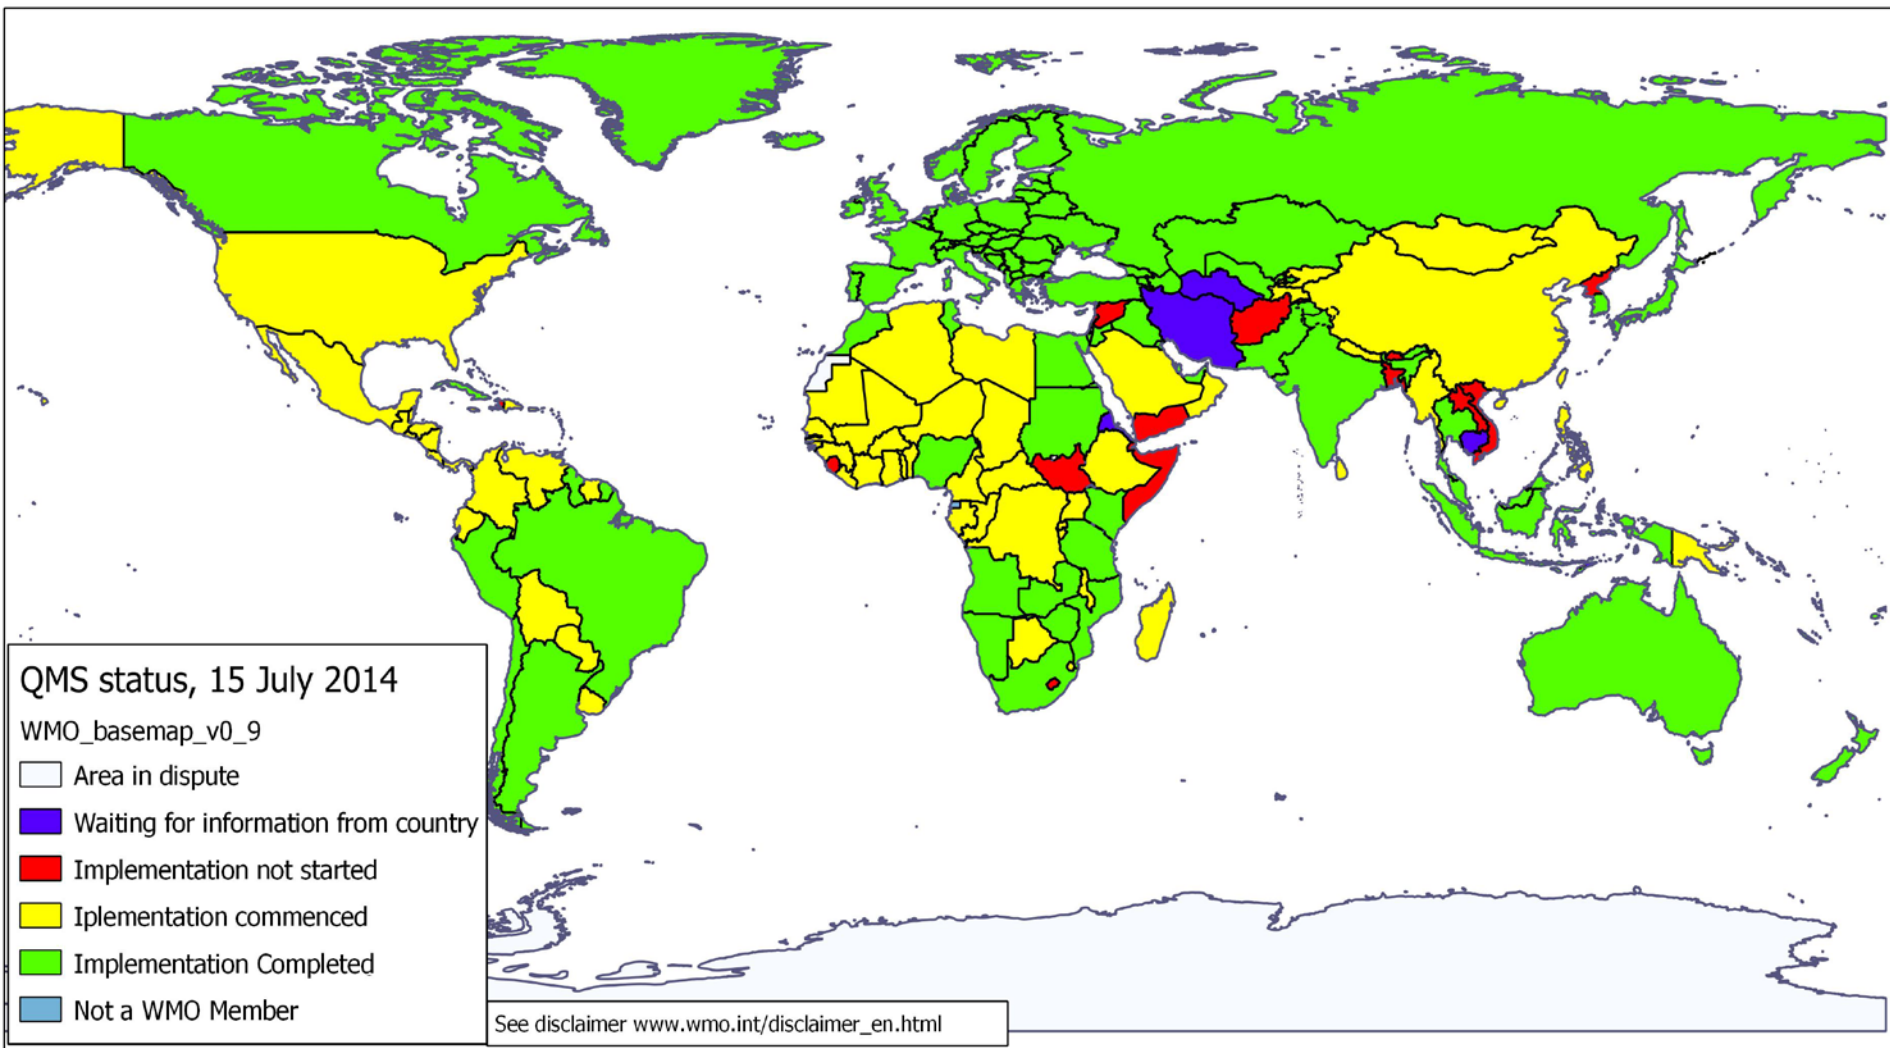 QMS status, 15 July 2014
WMO_basemap_v0_9
Area in dispute
Waiting for information from country
Implementation not started
Iplementation commenced
Implementation Completed
Not a WMO Member
See disclaimer www.wmo.int/disclaimer_en.html